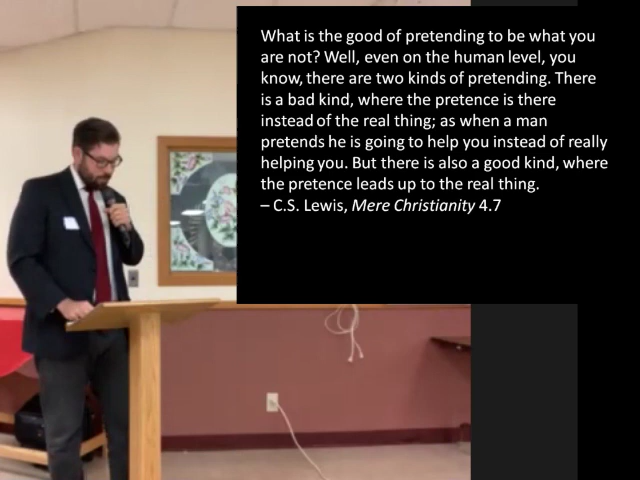 What is the good of pretending to be what you
are not? Well, even on the human level, you
know, there are two kinds of pretending. There
is a bad kind, where the pretence is there
instead of the real thing; as when a man
pretends he is going to help you instead of really
helping you. But there is also a good kind, where
the pretence leads up to the real thing.
– C.S. Lewis, Mere Christianity 4.7